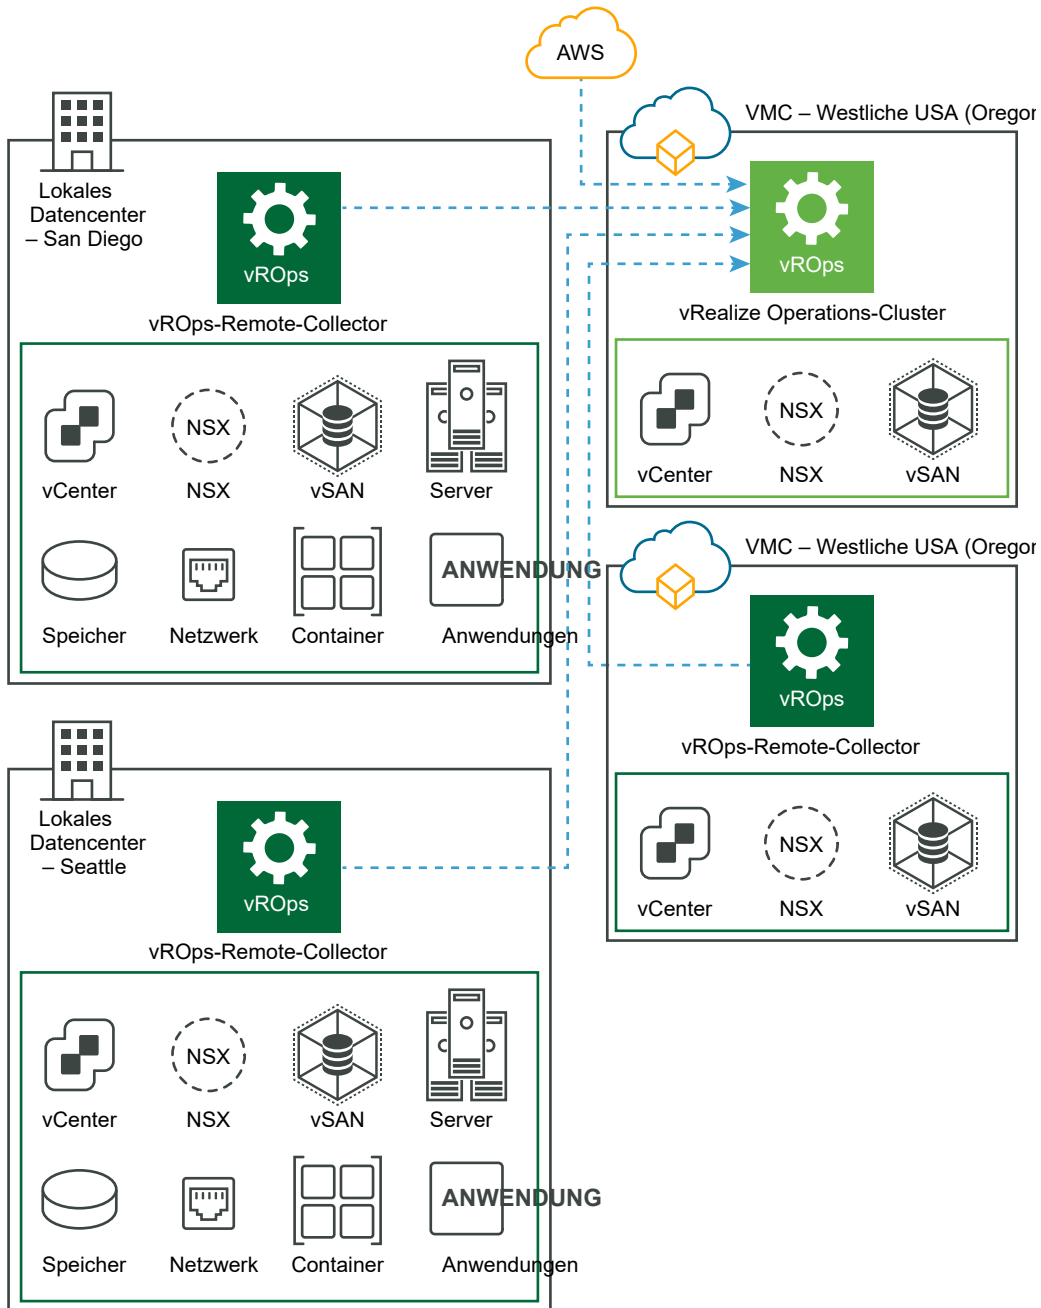 AWS
VMC – Westliche USA (Oregon
Lokales
Datencenter
– San Diego
vROps
vROps-Remote-Collector
vROps
vRealize Operations-Cluster
NSX
vCenter
NSX
vSAN
Server
ANWENDUNG
Speicher
Netzwerk
Container
Anwendungen
NSX
vCenter
NSX
vSAN
VMC – Westliche USA (Oregon
vROps
vROps-Remote-Collector
NSX
vCenter
NSX
vSAN
Lokales
Datencenter
– Seattle
vROps
vROps-Remote-Collector
NSX
vCenter
NSX
vSAN
Server
ANWENDUNG
Speicher
Netzwerk
Container
Anwendungen